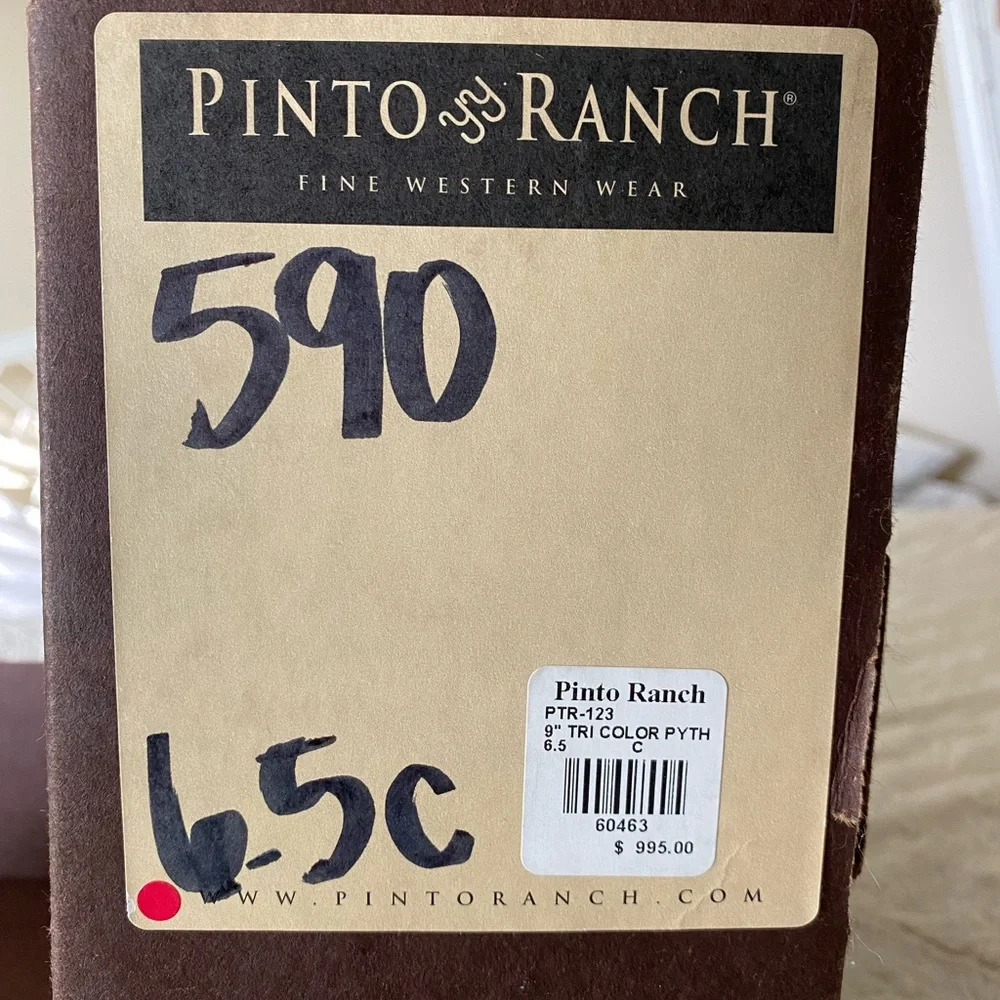 PINTO RANCH®
FINE WESTERN WEAR
590
Pinto Ranch
PTR-123
9" TRI COLOR PYTH
6.5 C
60463
$ 995.00
6.5C
WWW.PINTORANCH.COM